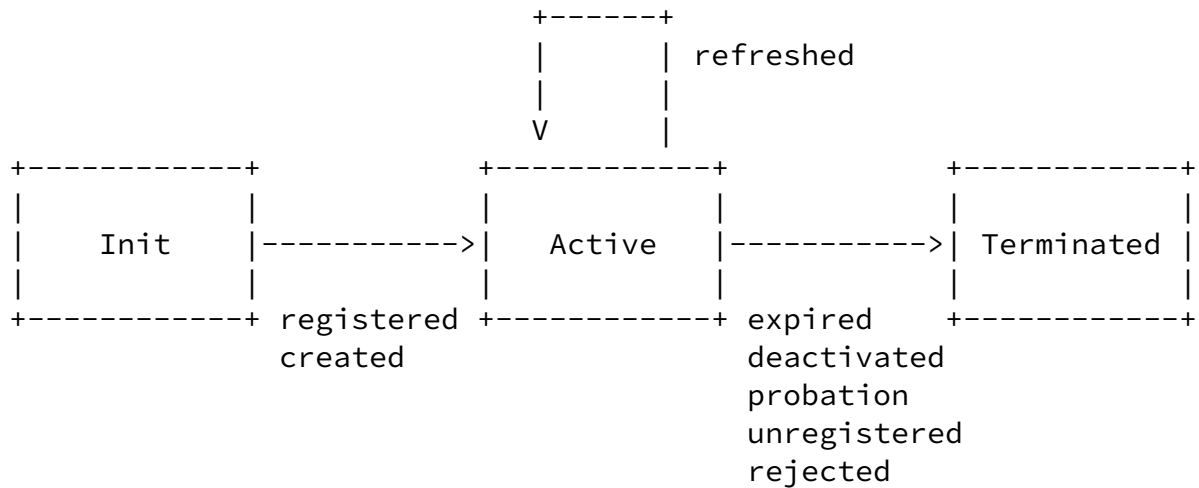 refreshed
Init
Active
Terminated
registered
created
expired
deactivated
probation
unregistered
rejected